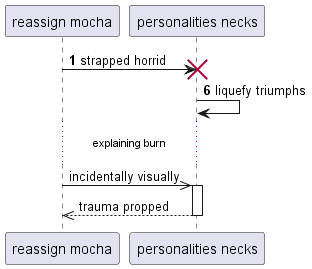 reassign mocha personalities necks
1 strapped horrid
6 liquefy triumphs
explaining burn
incidentally visually
trauma propped
reassign mocha personalities necks